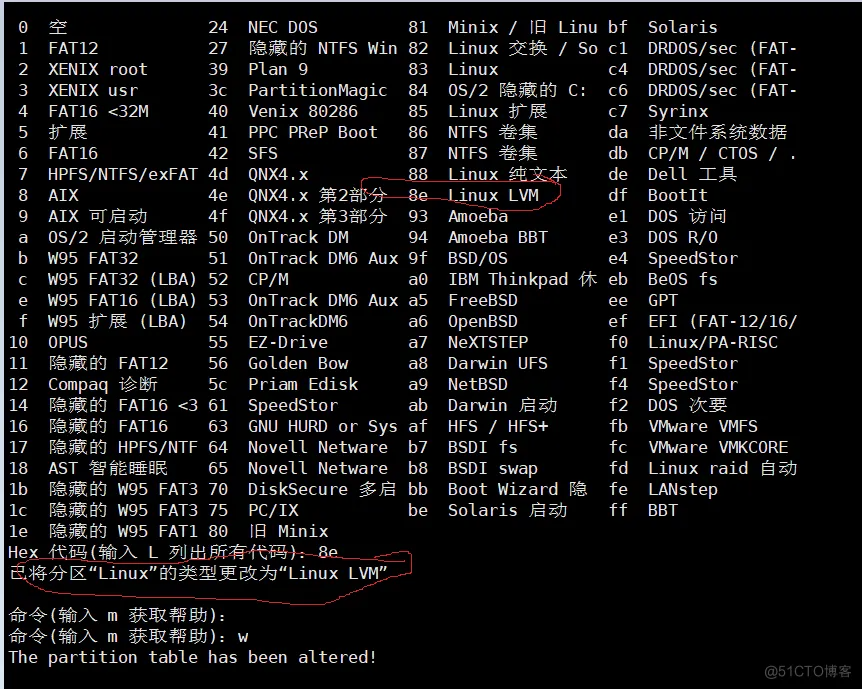 0 空 24 NEC DOS 81 Minix / 旧 Linu bf Solaris
1 FAT12 27 隐藏的 NTFS Win 82 Linux 交换 / So c1 DRDOS/sec (FAT-
2 XENIX root 39 Plan 9 83 Linux c4 DRDOS/sec (FAT-
3 XENIX usr 3c PartitionMagic 84 OS/2 隐藏的 C: c6 DRDOS/sec (FAT-
4 FAT16 <32M 40 Venix 80286 85 Linux 扩展 c7 Syrinx
5 扩展 41 PPC PReP Boot 86 NTFS 卷集 da 非文件系统数据
6 FAT16 42 SFS 87 NTFS 卷集 db CP/M / CTOS / .
7 HPFS/NTFS/exFAT 4d QNX4.x 88 Linux 纯文本 de Dell 工具
8 AIX 4e QNX4.x 第2部分 8e Linux LVM df BootIt
9 AIX 可启动 4f QNX4.x 第3部分 93 Amoeba e1 DOS 访问
a OS/2 启动管理器 50 OnTrack DM 94 Amoeba BBT e3 DOS R/O
b W95 FAT32 51 OnTrack DM6 Aux 9f BSD/OS e4 SpeedStor
c W95 FAT32 (LBA) 52 CP/M a0 IBM Thinkpad 休 eb BeOS fs
e W95 FAT16 (LBA) 53 OnTrack DM6 Aux a5 FreeBSD ee GPT
f W95 扩展 (LBA) 54 OnTrackDM6 a6 OpenBSD ef EFI (FAT-12/16/
10 OPUS 55 EZ-Drive a7 NeXTSTEP f0 Linux/PA-RISC
11 隐藏的 FAT12 56 Golden Bow a8 Darwin UFS f1 SpeedStor
12 Compaq 诊断 5c Priam Edisk a9 NetBSD f4 SpeedStor
14 隐藏的 FAT16 <3 61 SpeedStor ab Darwin 启动 f2 DOS 次要
16 隐藏的 FAT16 63 GNU HURD or Sys af HFS / HFS+ fb VMware VMFS
17 隐藏的 HPFS/NTF 64 Novell Netware b7 BSDI fs fc VMware VMKCORE
18 AST 智能睡眠 65 Novell Netware b8 BSDI swap fd Linux raid 自动
1b 隐藏的 W95 FAT3 70 DiskSecure 多启 bb Boot Wizard 隐 fe LANstep
1c 隐藏的 W95 FAT3 75 PC/IX be Solaris 启动 ff BBT
1e 隐藏的 W95 FAT1 80 旧 Minix
Hex 代码(输入 L 列出所有代码)：8e
已将分区“Linux”的类型更改为“Linux LVM”
命令(输入 m 获取帮助)：
命令(输入 m 获取帮助)：w
The partition table has been altered!
@51CTO博客